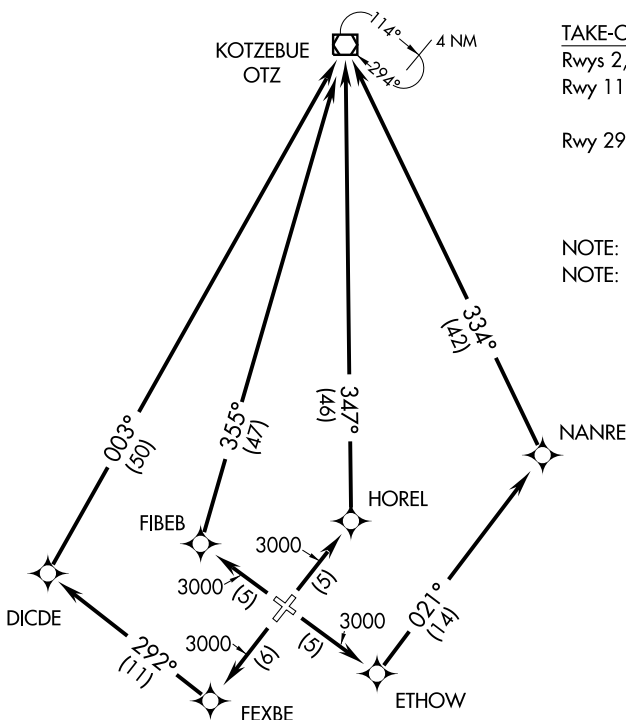 KOTZEBUE
OTZ
114°
4 NM
294°
TAKE-O
Rwys 2,
Rwy 11
Rwy 29
NOTE:
NOTE:
334°
(42)
003°
(50)
355°
(47)
347°
(46)
NANRE
HOREL
FIBEB
3000
(5)
3000
(5)
DICDE
3000
(6)
3000
(5)
021°
(14)
292°
(11)
ETHOW
FEXBE